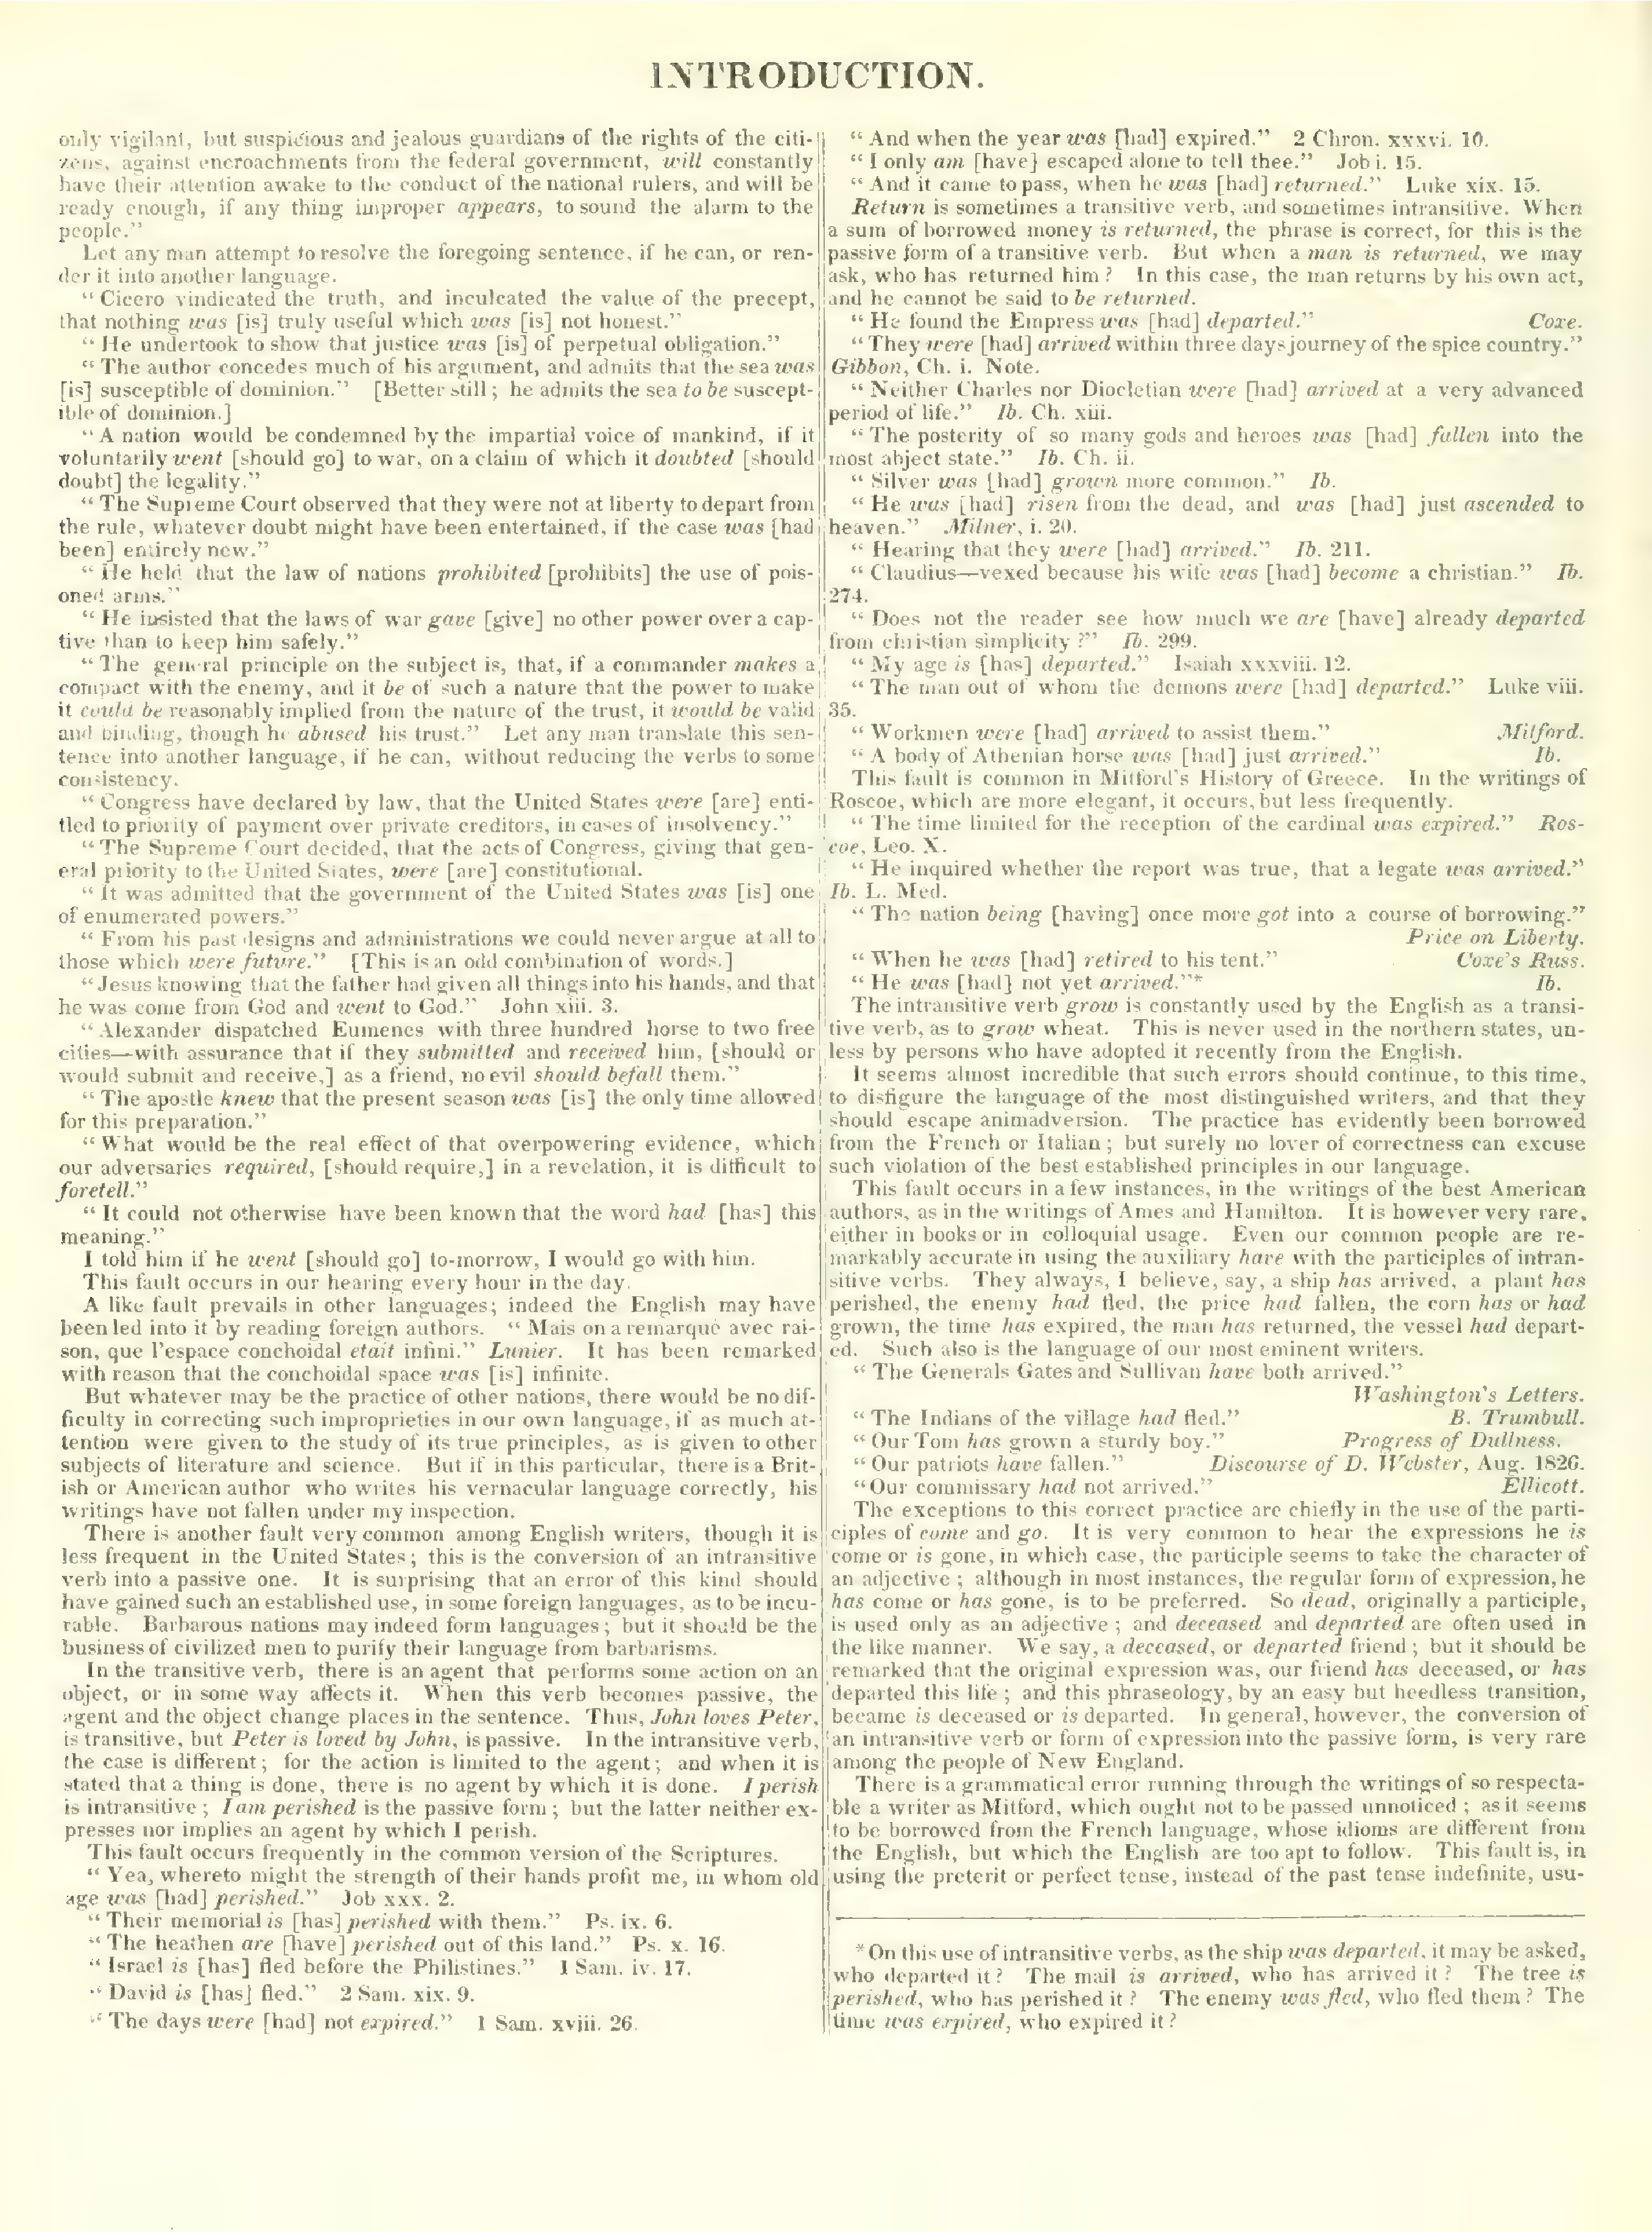 INTRODUCTION.
only vigilant, but suspicious and jealous guardians of the rights of the citi-
zens, against encroachments from the federal government, will constantly
have their attention awake to the conduct of the national rulers, and will be
ready enough, if any thing improper appears, to sound the alarm to the
people.”
Let any man attempt to resolve the foregoing sentence, if he can, or ren-
der it into another language.
“Cicero vindicated the truth, and inculcated the value of the precept,
that nothing was [is] truly useful which was [is] not honest.”
“He undertook to show that justice was [is] of perpetual obligation.”
“The author concedes much of his argument, and admits that the sea was
[is] susceptible of dominion.” [Better still; he admits the sea to be suscept-
ible of dominion.]
“A nation would be condemned by the impartial voice of mankind, if it
voluntarily went [should go] to war, on a claim of which it doubted [should
doubt] the legality.”
“The Supreme Court observed that they were not at liberty to depart from
the rule, whatever doubt might have been entertained, if the case was [had
been] entirely new.”
“He held that the law of nations prohibited [prohibits] the use of pois-
oned arms.”
“He insisted that the laws of war gave [give] no other power over a cap-
tive than to keep him safely.”
“The general principle on the subject is, that, if a commander makes a
compact with the enemy, and it be of such a nature that the power to make
it could be reasonably implied from the nature of the trust, it would be valid
and binding, though he abused his trust.” Let any man translate this sen-
tence into another language, if he can, without reducing the verbs to some
consistency.
“Congress have declared by law, that the United States were [are] enti-
tled to priority of payment over private creditors, in cases of insolvency.”
“The Supreme Court decided, that the acts of Congress, giving that gen-
eral priority to the United States, were [are] constitutional.
“It was admitted that the government of the United States was [is] one
of enumerated powers.”
“From his past designs and administrations we could never argue at all to
those which were future.” [This is an odd combination of words.]
“Jesus knowing that the father had given all things into his hands, and that
he was come from God and went to God.” John xiii. 3.
“Alexander dispatched Eumenes with three hundred horse to two free
cities—with assurance that if they submitted and received him, [should or
would submit and receive,] as a friend, no evil should befall them.”
“The apostle knew that the present season was [is] the only time allowed
for this preparation.”
“What would be the real effect of that overpowering evidence, which
our adversaries required, [should require,] in a revelation, it is difficult to
foretell.”
“It could not otherwise have been known that the word had [has] this
meaning.”
I told him if he went [should go] to-morrow, I would go with him.
This fault occurs in our hearing every hour in the day.
A like fault prevails in other languages; indeed the English may have
been led into it by reading foreign authors. “Mais on a remarqué avec rai-
son, que l'espace conchoidal etait infini.” Lunier. It has been remarked
with reason that the conchoidal space was [is] infinite.
But whatever may be the practice of other nations, there would be no dif-
ficulty in correcting such improprieties in our own language, if as much at-
tention were given to the study of its true principles, as is given to other
subjects of literature and science. But if in this particular, there is a Brit-
ish or American author who writes his vernacular language correctly, his
writings have not fallen under my inspection.
There is another fault very common among English writers, though it is
less frequent in the United States; this is the conversion of an intransitive
verb into a passive one. It is surprising that an error of this kind should
have gained such an established use, in some foreign languages, as to be incu-
rable. Barbarous nations may indeed form languages; but it should be the
business of civilized men to purify their language from barbarisms.
In the transitive verb, there is an agent that performs some action on an
object, or in some way affects it. When this verb becomes passive, the
agent and the object change places in the sentence. Thus, John loves Peter,
is transitive, but Peter is loved by John, is passive. In the intransitive verb,
the case is different; for the action is limited to the agent; and when it is
stated that a thing is done, there is no agent by which it is done. I perish
is intransitive; I am perished is the passive form; but the latter neither ex-
presses nor implies an agent by which I perish.
This fault occurs frequently in the common version of the Scriptures.
“Yea, whereto might the strength of their hands profit me, in whom old
age was [had] perished.” Job xxx. 2.
“Their memorial is [has] perished with them.” Ps. ix. 6.
“The heathen are [have] perished out of this land.” Ps. x. 16.
“Israel is [has] fled before the Philistines.” 1 Sam. iv. 17.
“David is [has] fled.” 2 Sam. xix. 9.
“The days were [had] not expired.” 1 Sam. xviii. 26.
“And when the year was [had] expired.” 2 Chron. xxxvi. 10.
“I only am [have] escaped alone to tell thee.” Job i. 15.
“And it came to pass, when he was [had] returned.” Luke xix. 15.
Return is sometimes a transitive verb, and sometimes intransitive. When
a sum of borrowed money is returned, the phrase is correct, for this is the
passive form of a transitive verb. But when a man is returned, we may
ask, who has returned him? In this case, the man returns by his own act,
and he cannot be said to be returned.
“He found the Empress was [had] departed.” Coxe.
“They were [had] arrived within three days journey of the spice country.”
Gibbon, Ch. i. Note.
“Neither Charles nor Diocletian were [had] arrived at a very advanced
period of life.” Ib. Ch. xiii.
“The posterity of so many gods and heroes was [had] fallen into the
most abject state.” Ib. Ch. ii.
“Silver was [had] grown more common.” Ib.
“He was [had] risen from the dead, and was [had] just ascended to
heaven.” Milner, i. 20.
“Hearing that they were [had] arrived.” Ib. 211.
“Claudius—vexed because his wife was [had] become a christian.” Ib.
274.
“Does not the reader see how much we are [have] already departed
from christian simplicity?” Ib. 299.
“My age is [has] departed.” Isaiah xxxviii. 12.
“The man out of whom the demons were [had] departed.” Luke viii.
35.
“Workmen were [had] arrived to assist them.” Mitford.
“A body of Athenian horse was [had] just arrived.” Ib.
This fault is common in Mitford's History of Greece. In the writings of
Roscoe, which are more elegant, it occurs, but less frequently.
“The time limited for the reception of the cardinal was expired.” Ros-
coe, Leo. X.
“He inquired whether the report was true, that a legate was arrived.”
Ib. L. Med.
“The nation being [having] once more got into a course of borrowing.”
Price on Liberty.
“When he was [had] retired to his tent.” Coxe's Russ.
“He was [had] not yet arrived.”* Ib.
The intransitive verb grow is constantly used by the English as a transi-
tive verb, as to grow wheat. This is never used in the northern states, un-
less by persons who have adopted it recently from the English.
It seems almost incredible that such errors should continue, to this time,
to disfigure the language of the most distinguished writers, and that they
should escape animadversion. The practice has evidently been borrowed
from the French or Italian; but surely no lover of correctness can excuse
such violation of the best established principles in our language.
This fault occurs in a few instances, in the writings of the best American
authors, as in the writings of Ames and Hamilton. It is however very rare,
either in books or in colloquial usage. Even our common people are re-
markably accurate in using the auxiliary have with the participles of intran-
sitive verbs. They always, I believe, say, a ship has arrived, a plant has
perished, the enemy had fled, the price had fallen, the corn has or had
grown, the time has expired, the man has returned, the vessel had depart-
ed. Such also is the language of our most eminent writers.
“The Generals Gates and Sullivan have both arrived.”
Washington's Letters.
“The Indians of the village had fled.” B. Trumbull.
“Our Tom has grown a sturdy boy.” Progress of Dullness.
“Our patriots have fallen.” Discourse of D. Webster, Aug. 1826.
“Our commissary had not arrived.” Ellicott.
The exceptions to this correct practice are chiefly in the use of the parti-
ciples of come and go. It is very common to hear the expressions he is
come or is gone, in which case, the participle seems to take the character of
an adjective; although in most instances, the regular form of expression, he
has come or has gone, is to be preferred. So dead, originally a participle,
is used only as an adjective; and deceased and departed are often used in
the like manner. We say, a deceased, or departed friend; but it should be
remarked that the original expression was, our friend has deceased, or has
departed this life; and this phraseology, by an easy but heedless transition,
became is deceased or is departed. In general, however, the conversion of
an intransitive verb or form of expression into the passive form, is very rare
among the people of New England.
There is a grammatical error running through the writings of so respecta-
ble a writer as Mitford, which ought not to be passed unnoticed; as it seems
to be borrowed from the French language, whose idioms are different from
the English, but which the English are too apt to follow. This fault is, in
using the preterit or perfect tense, instead of the past tense indefinite, usu-
*On this use of intransitive verbs, as the ship was departed, it may be asked,
who departed it? The mail is arrived, who has arrived it? The tree is
perished, who has perished it? The enemy was fled, who fled them? The
time was expired, who expired it?